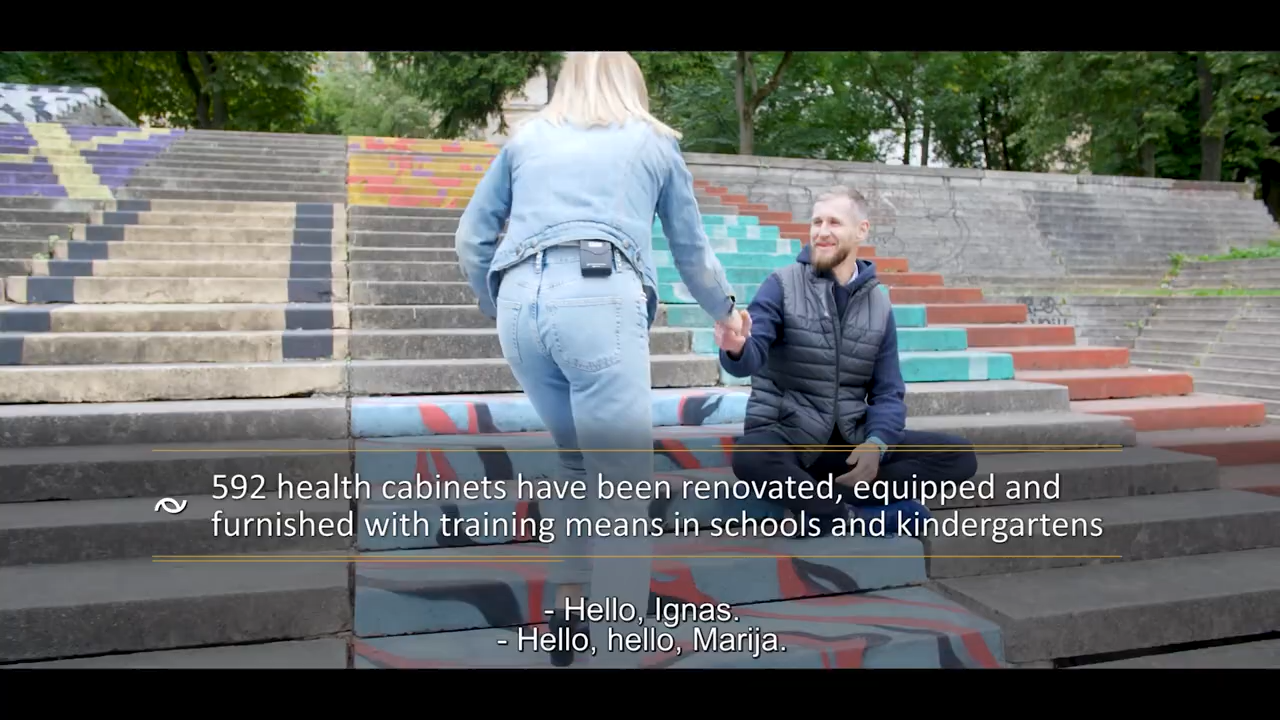 592 health cabinets have been renovated, equipped and
furnished with training means in schools and kindergartens
- Hello, Ignas.
- Hello, hello, Marija.